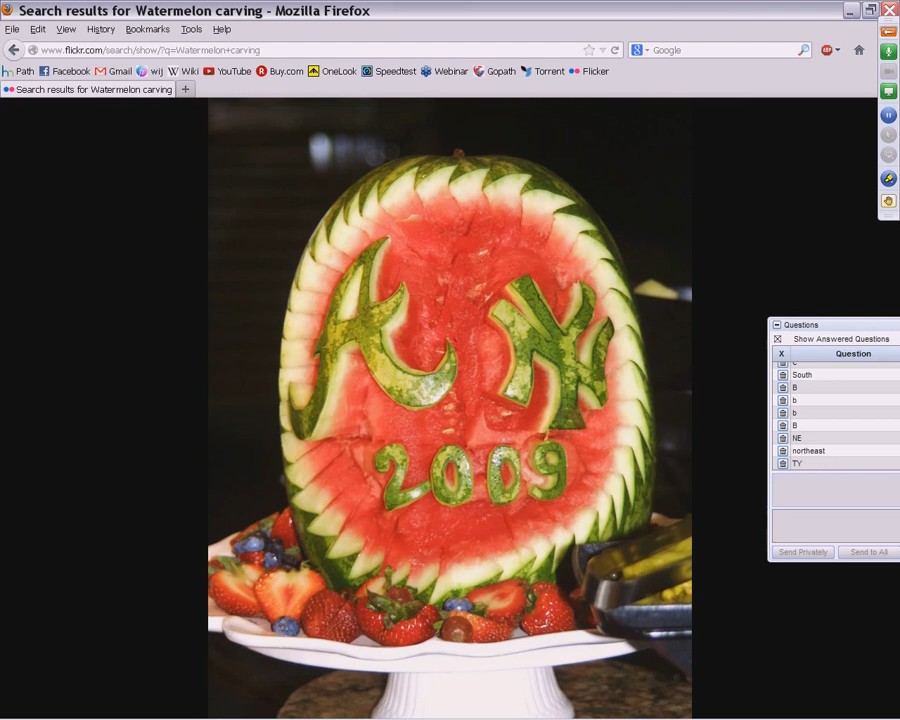 Search results for Watermelon carving - Mozilla Firefox
File Edit View History Bookmarks Tools Help
www.flickr.com/search/show/?q=Watermelon+carving
Google
ABP
Path Facebook Gmail wij Wiki YouTube Buy.com OneLook Speedtest Webinar Gopath Torrent Flicker
Search results for Watermelon carving
A NY
2009
Questions
Show Answered Questions
X Question
South
B
b
b
B
NE
northeast
TY
Send Privately Send to All